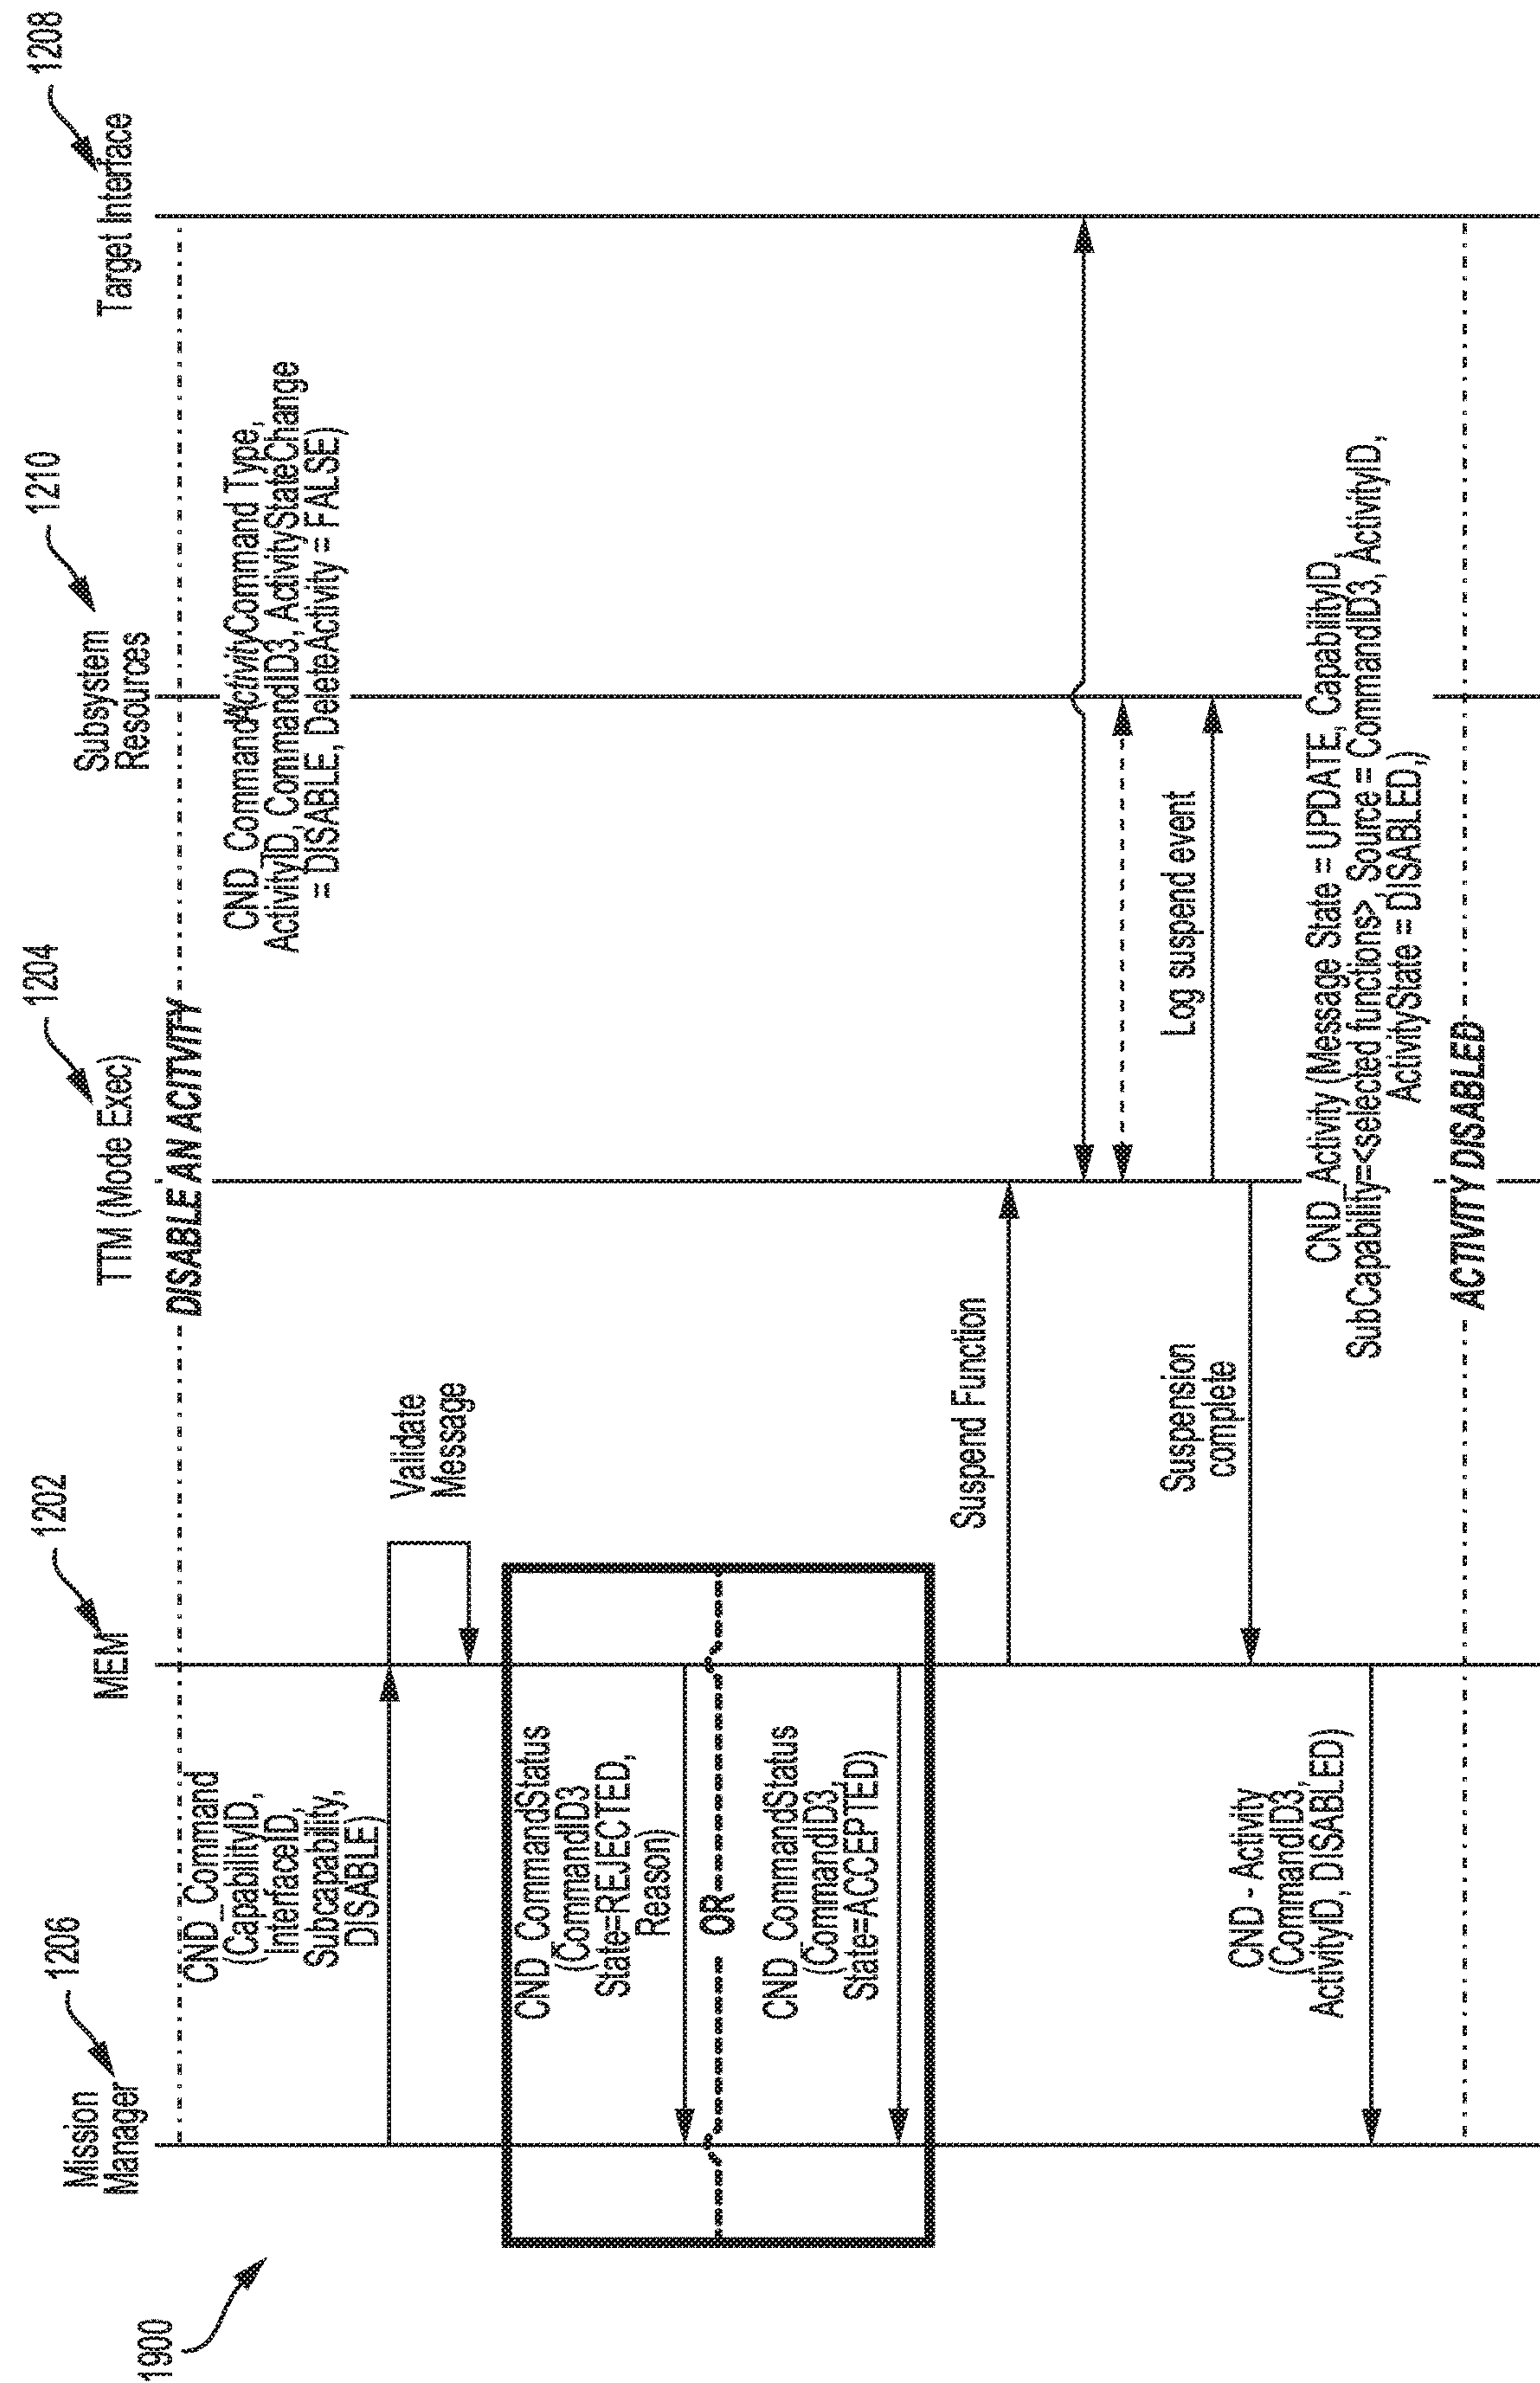 1900
1206
Mission
Manager
1202
MEM
1204
TTM (Mode Exec)
1210
Subsystem
Resources
1208
Target Interface
DISABLE AN ACITVITY
CND_Command
(CapabilityID,
InterfaceID,
Subcapability,
DISABLE)
CND_CommandActivityCommand Type,
ActivityID, CommandID3, ActivityStateChange
= DISABLE, DeleteActivity = FALSE)
Validate
Message
CND_CommandStatus
(CommandID3
State=REJECTED,
Reason)
OR
CND_CommandStatus
(CommandID3,
State=ACCEPTED)
Suspend Function
Log suspend event
Suspension
complete
CND - Activity
(CommandID3,
ActivityID, DISABLED)
CND_Activity (Message State = UPDATE, CapabilityID,
SubCapability=<selected functions>, Source = CommandID3, ActivityID,
ActivityState = DISABLED,)
ACTIVITY DISABLED